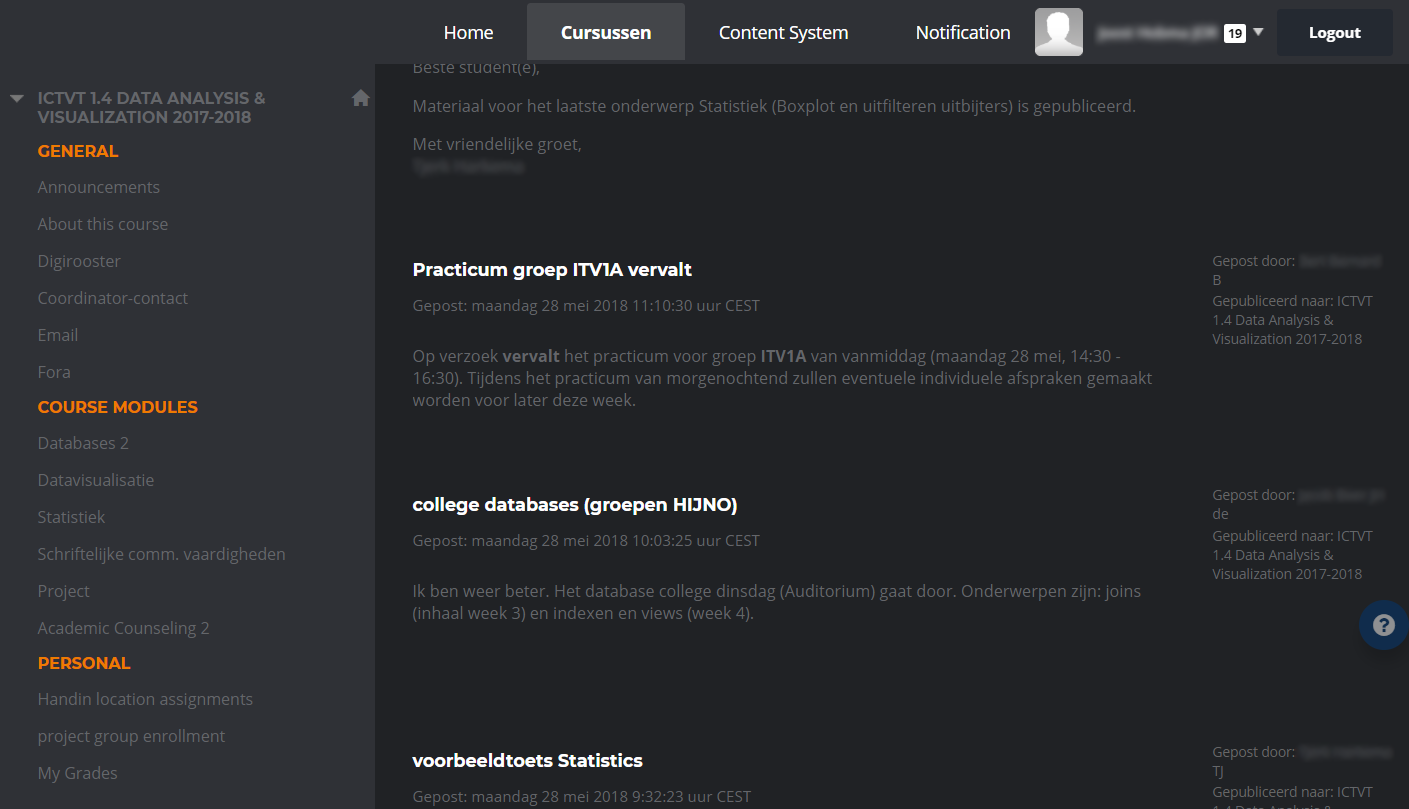 Home
Cursussen
Content System
Notification
19
Logout
ICTVT 1.4 DATA ANALYSIS &
VISUALIZATION 2017-2018
GENERAL
Announcements
About this course
Digirooster
Coordinator-contact
Email
Fora
COURSE MODULES
Databases 2
Datavisualisatie
Statistiek
Schriftelijke comm. vaardigheden
Project
Academic Counseling 2
PERSONAL
Handin location assignments
project group enrollment
My Grades
Beste student(e),
Materiaal voor het laatste onderwerp Statistiek (Boxplot en uitfilteren uitbijters) is gepubliceerd.
Met vriendelijke groet,
Practicum groep ITV1A vervalt
Gepost: maandag 28 mei 2018 11:10:30 uur CEST
Op verzoek vervalt het practicum voor groep ITV1A van vanmiddag (maandag 28 mei, 14:30 -
16:30). Tijdens het practicum van morgenochtend zullen eventuele individuele afspraken gemaakt
worden voor later deze week.
Gepost door:
B
Gepubliceerd naar: ICTVT
1.4 Data Analysis &
Visualization 2017-2018
college databases (groepen HIJNO)
Gepost: maandag 28 mei 2018 10:03:25 uur CEST
Ik ben weer beter. Het database college dinsdag (Auditorium) gaat door. Onderwerpen zijn: joins
(inhaal week 3) en indexen en views (week 4).
Gepost door:
de
Gepubliceerd naar: ICTVT
1.4 Data Analysis &
Visualization 2017-2018
?
voorbeeldtoets Statistics
Gepost: maandag 28 mei 2018 9:32:23 uur CEST
Gepost door:
TJ
Gepubliceerd naar: ICTVT
1.4 Data Analysis &